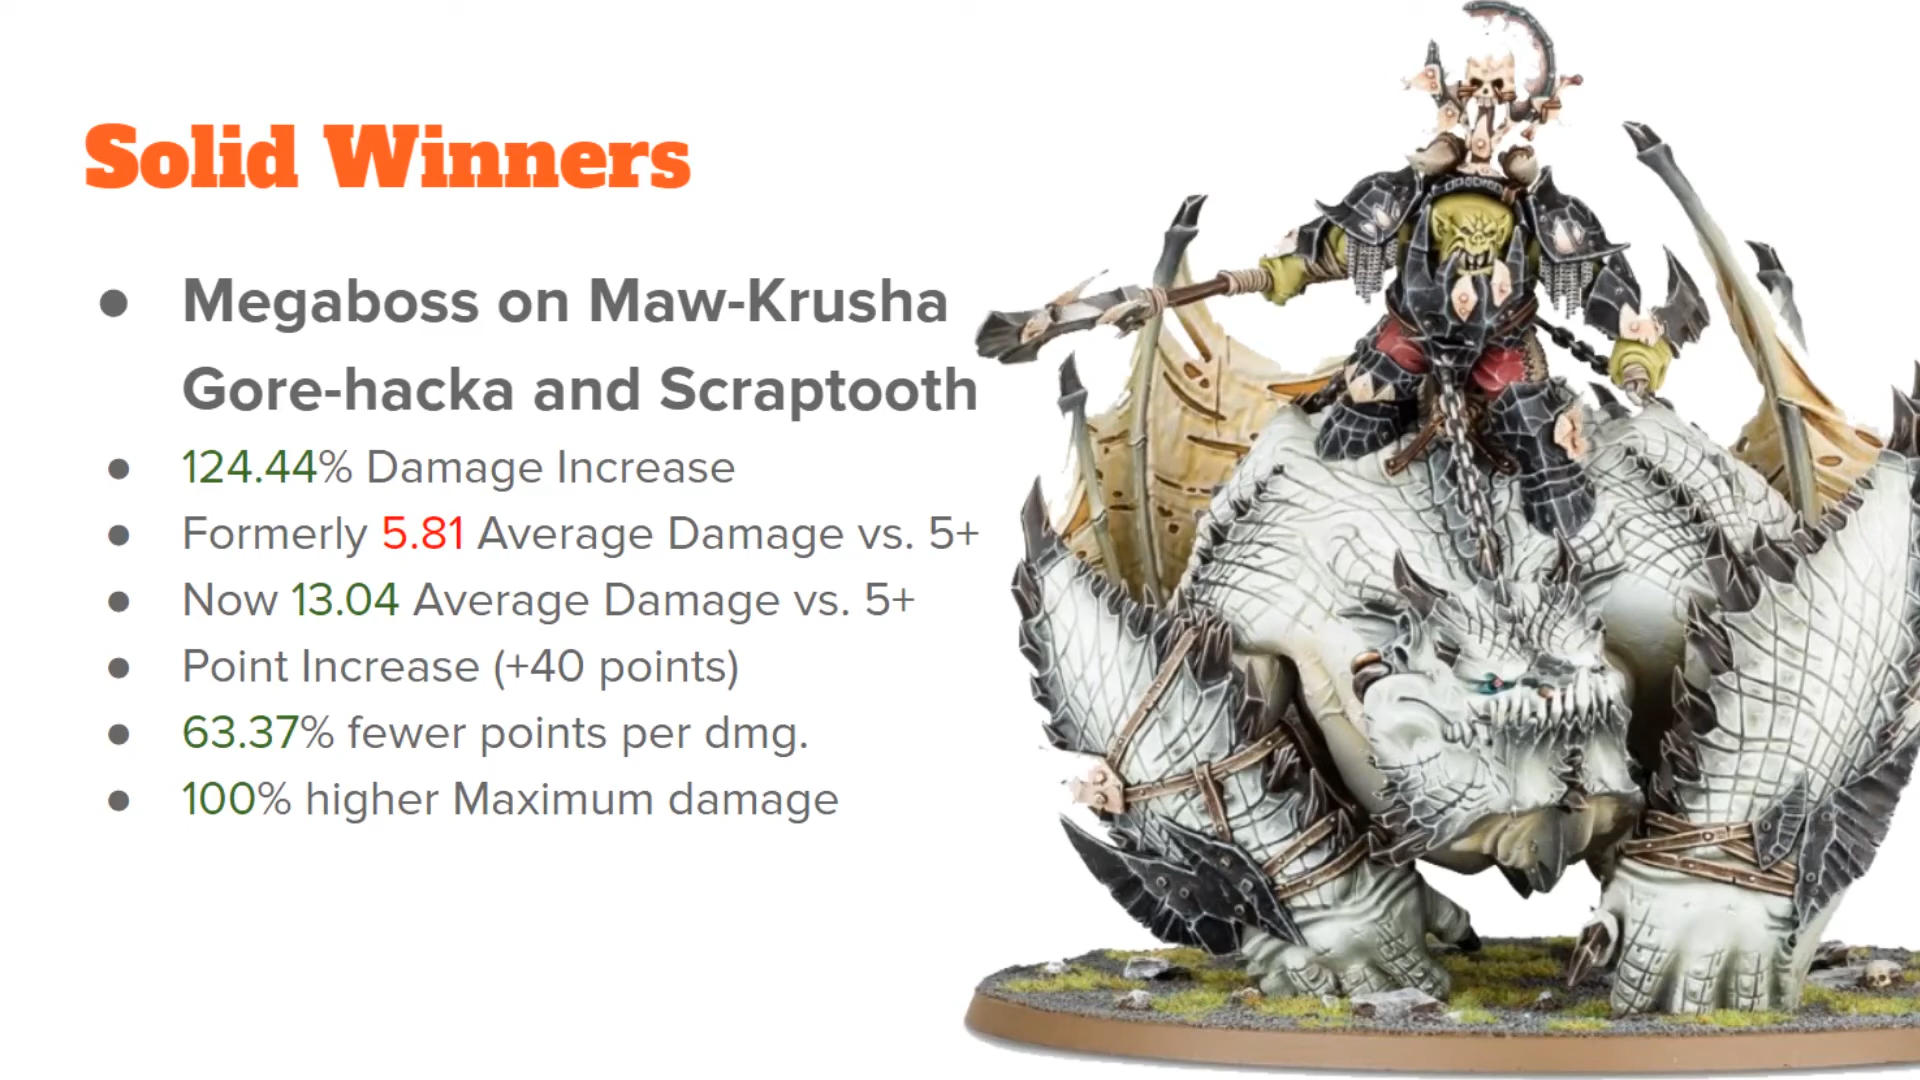 Solid Winners
● Megaboss on Maw-Krusha
Gore-hacka and Scraptooth
● 124.44% Damage Increase
● Formerly 5.81 Average Damage vs. 5+
● Now 13.04 Average Damage vs. 5+
● Point Increase (+40 points)
● 63.37% fewer points per dmg.
● 100% higher Maximum damage